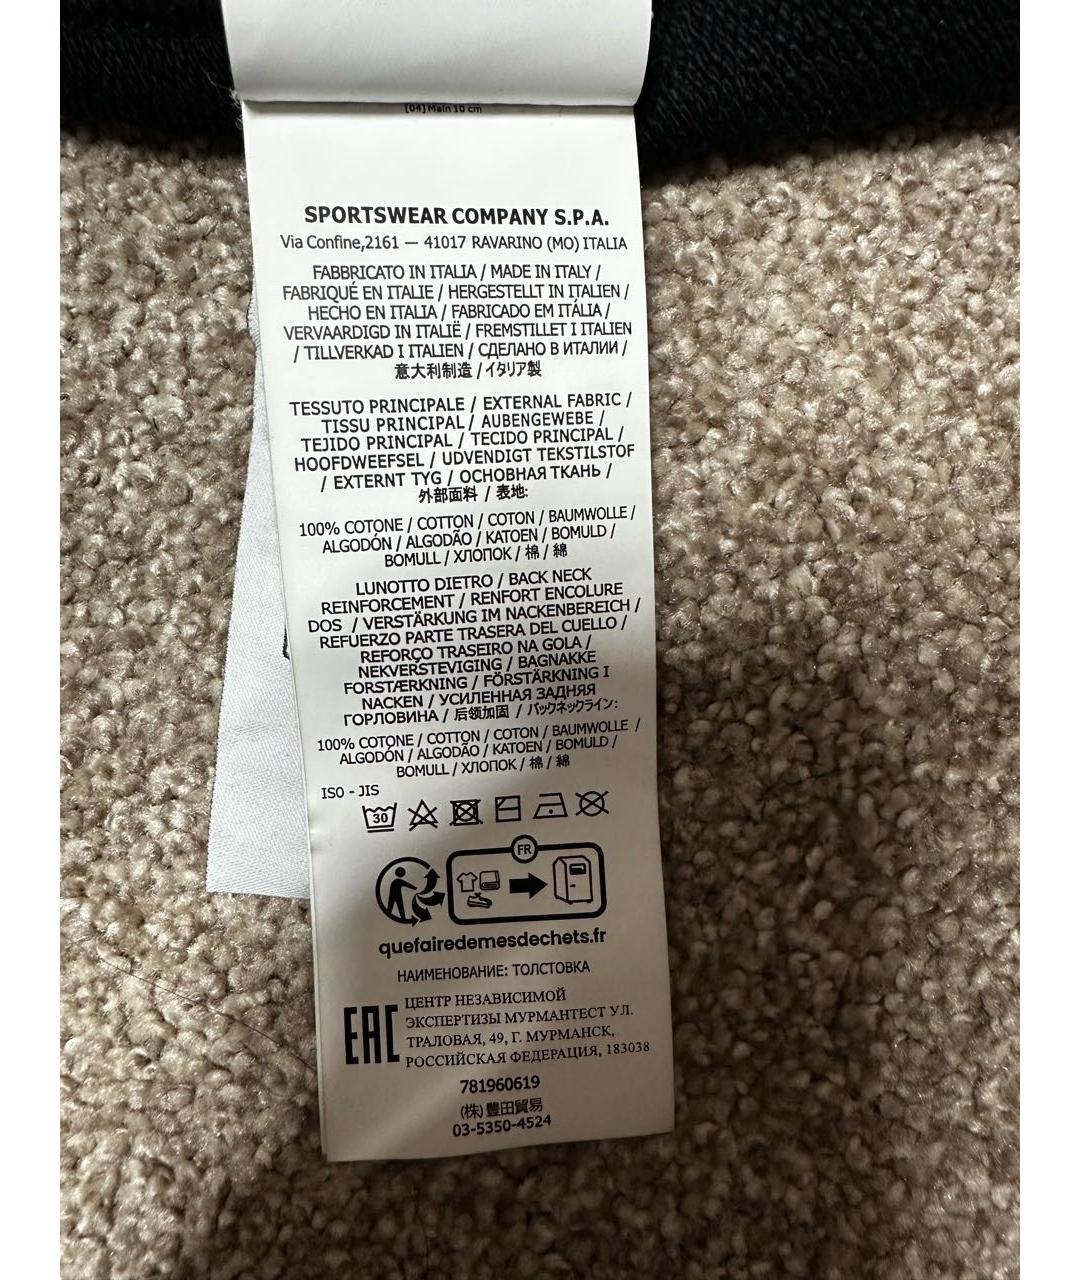 [04] Main 10 cm
SPORTSWEAR COMPANY S.P.A.
Via Confine,2161 — 41017 RAVARINO (MO) ITALIA
FABBRICATO IN ITALIA / MADE IN ITALY /
FABRIQUÉ EN ITALIE / HERGESTELLT IN ITALIEN /
HECHO EN ITALIA / FABRICADO EM ITÁLIA /
VERVAARDIGD IN ITALIË / FREMSTILLET I ITALIEN
/ TILLVERKAD I ITALIEN / СДЕЛАНО В ИТАЛИИ /
意大利制造 / イタリア製
TESSUTO PRINCIPALE / EXTERNAL FABRIC /
TISSU PRINCIPAL / AUBENGEWEBE /
TEJIDO PRINCIPAL / TECIDO PRINCIPAL /
HOOFDWEEFSEL / UDVENDIGT TEKSTILSTOF
/ EXTERNT TYG / ОСНОВНАЯ ТКАНЬ /
外部面料 / 表地:
100% COTONE / COTTON / COTON / BAUMWOLLE /
ALGODÓN / ALGODÃO / KATOEN / BOMULD /
BOMULL / ХЛОПОК / 棉 / 綿
LUNOTTO DIETRO / BACK NECK
REINFORCEMENT / RENFORT ENCOLURE
DOS / VERSTÄRKUNG IM NACKENBEREICH /
REFUERZO PARTE TRASERA DEL CUELLO /
REFORÇO TRASEIRO NA GOLA /
NEKVERSTEVIGING / BAGNAKKE
FORSTÆRKNING / FÖRSTÄRKNING I
NACKEN / УСИЛЕННАЯ ЗАДНЯЯ
ГОРЛОВИНА / 后领加固 / バックネックライン:
100% COTONE / COTTON / COTON / BAUMWOLLE /
ALGODÓN / ALGODÃO / KATOEN / BOMULD /
BOMULL / ХЛОПОК / 棉 / 綿
ISO - JIS
30
FR
quefairedemesdechets.fr
НАИМЕНОВАНИЕ: ТОЛСТОВКА
EAC
ЦЕНТР НЕЗАВИСИМОЙ
ЭКСПЕРТИЗЫ МУРМАНТЕСТ УЛ.
ТРАЛОВАЯ, 49, Г. МУРМАНСК,
РОССИЙСКАЯ ФЕДЕРАЦИЯ, 183038
781960619
(株) 豊田貿易
03-5350-4524